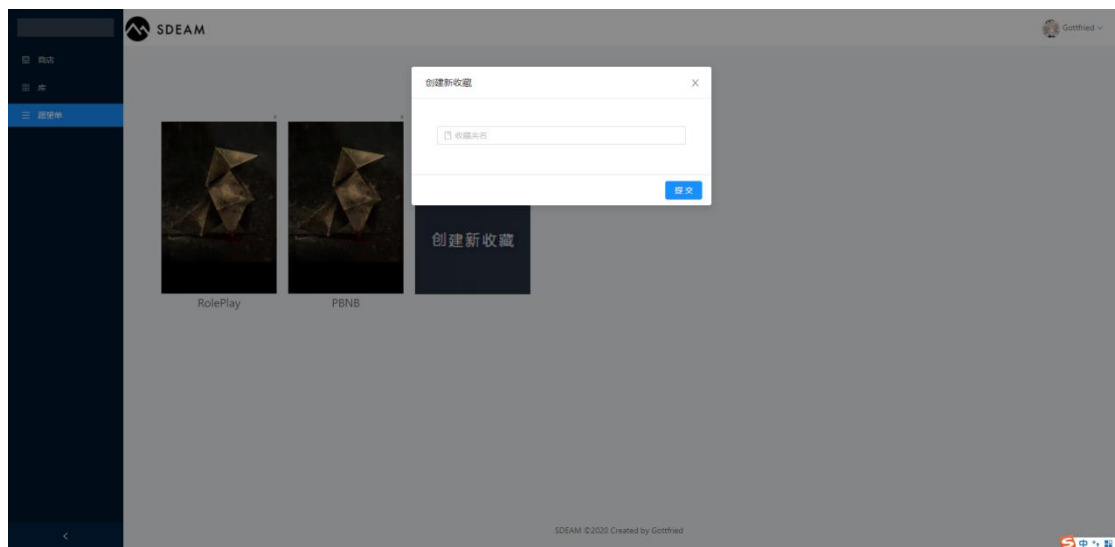 SDEAM
Gottfried
商店
库
愿望单
创建新收藏
收藏夹名
提交
创建新收藏
RolePlay
PBNB
SDEAM ©2020 Created by Gottfried
中